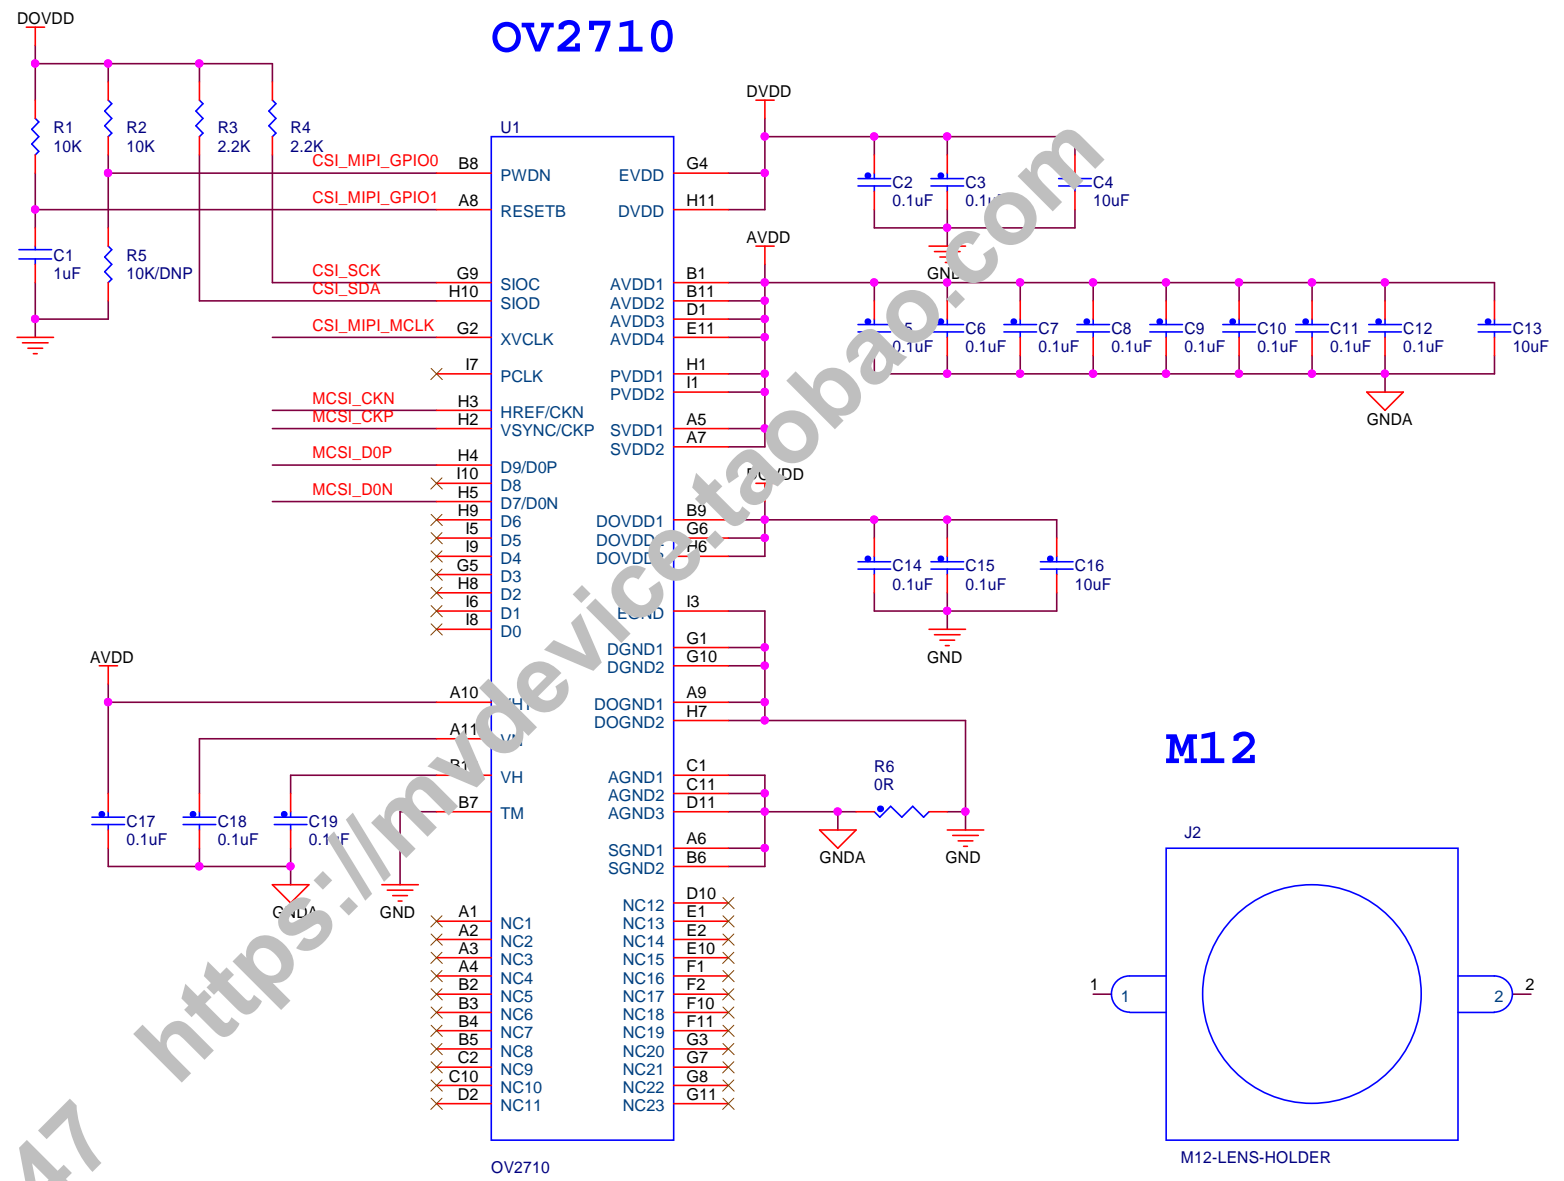 OV2710
DOVDD
R1
10K
R2
10K
R3
2.2K
R4
2.2K
C1
1uF
R5
10K/DNP
CSI_MIPI_GPIO0
CSI_MIPI_GPIO1
CSI_SCK
CSI_SDA
CSI_MIPI_MCLK
MCSI_CKN
MCSI_CKP
MCSI_D0P
MCSI_D0N
U1
B8 PWDN
A8 RESETB
G9 SIOC
H10 SIOD
G2 XVCLK
I7 PCLK
H3 HREF/CKN
H2 VSYNC/CKP
H4 D9/D0P
I10 D8
H5 D7/D0N
H9 D6
I5 D5
I9 D4
G5 D3
H8 D2
I6 D1
I8 D0
A10
A11
VH
B7 TM
A1 NC1
A2 NC2
A3 NC3
A4 NC4
B2 NC5
B3 NC6
B4 NC7
B5 NC8
C2 NC9
C10 NC10
D2 NC11
EVDD G4
DVDD H11
AVDD1 B1
AVDD2 B11
AVDD3 D1
AVDD4 E11
PVDD1 H1
PVDD2 I1
SVDD1 A5
SVDD2 A7
DOVDD1 B9
G6
H6
EGND I3
DGND1 G1
DGND2 G10
DOGND1 A9
DOGND2 H7
AGND1 C1
AGND2 C11
AGND3 D11
SGND1 A6
SGND2 B6
NC12 D10
NC13 E1
NC14 E2
NC15 E10
NC16 F1
NC17 F2
NC18 F10
NC19 F11
NC20 G3
NC21 G7
NC22 G8
NC23 G11
OV2710
AVDD
C17
0.1uF
C18
0.1uF
C19
0.1uF
GNDA
GND
DVDD
C2
0.1uF
C3
0.1uF
C4
10uF
GND
AVDD
0.1uF
C6
0.1uF
C7
0.1uF
C8
0.1uF
C9
0.1uF
C10
0.1uF
C11
0.1uF
C12
0.1uF
C13
10uF
GNDA
DOVDD
C14
0.1uF
C15
0.1uF
C16
10uF
GND
R6
0R
GNDA
GND
M12
J2
1 1
2 2
M12-LENS-HOLDER
47 https://mvdevice.taobao.com